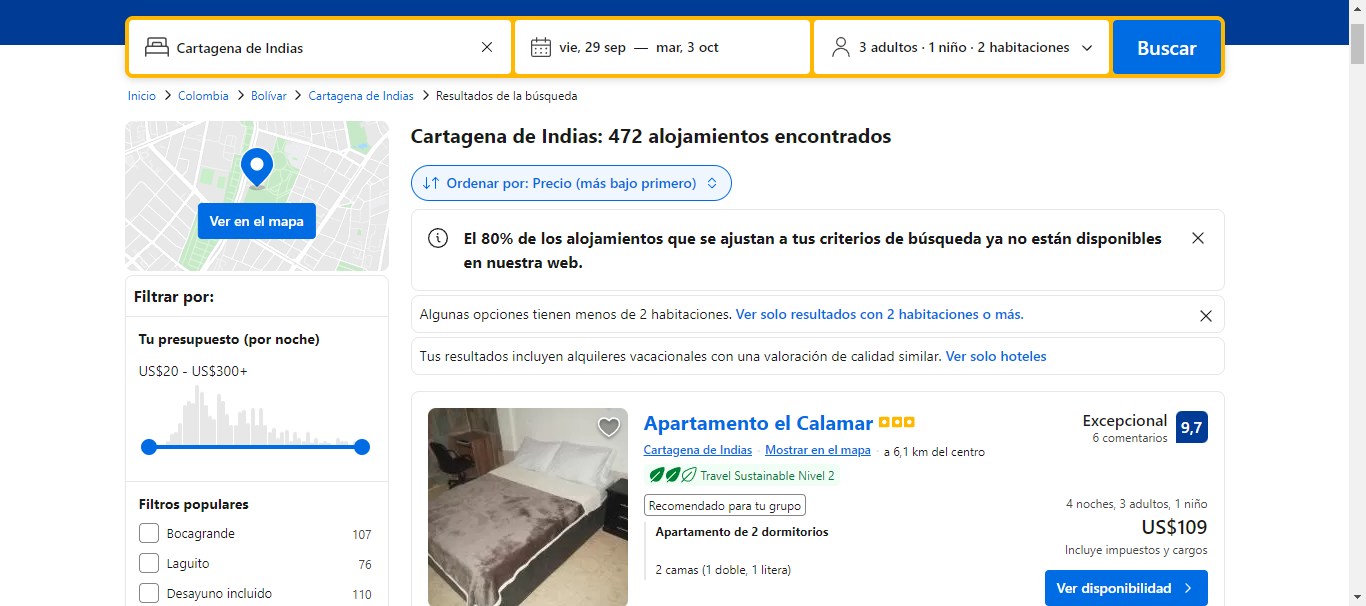 Cartagena de Indias
vie, 29 sep — mar, 3 oct
3 adultos · 1 niño · 2 habitaciones
Buscar
Inicio > Colombia > Bolívar > Cartagena de Indias > Resultados de la búsqueda
Ver en el mapa
Filtrar por:
Tu presupuesto (por noche)
US$20 - US$300+
Filtros populares
Bocagrande 107
Laguito 76
Desayuno incluido 110
Cartagena de Indias: 472 alojamientos encontrados
Ordenar por: Precio (más bajo primero)
El 80% de los alojamientos que se ajustan a tus criterios de búsqueda ya no están disponibles
en nuestra web.
Algunas opciones tienen menos de 2 habitaciones. Ver solo resultados con 2 habitaciones o más.
Tus resultados incluyen alquileres vacacionales con una valoración de calidad similar. Ver solo hoteles
Apartamento el Calamar
Cartagena de Indias · Mostrar en el mapa · a 6,1 km del centro
Travel Sustainable Nivel 2
Recomendado para tu grupo
Apartamento de 2 dormitorios
2 camas (1 doble, 1 litera)
Excepcional 9,7
6 comentarios
4 noches, 3 adultos, 1 niño
US$109
Incluye impuestos y cargos
Ver disponibilidad